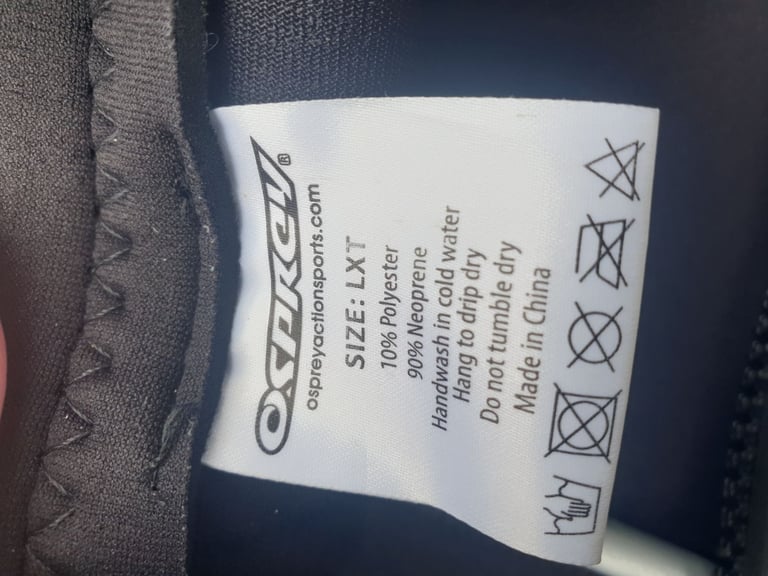 OSPREY®
ospreyactionsports.com
SIZE: LXT
10% Polyester
90% Neoprene
Handwash in cold water
Hang to drip dry
Do not tumble dry
Made in China